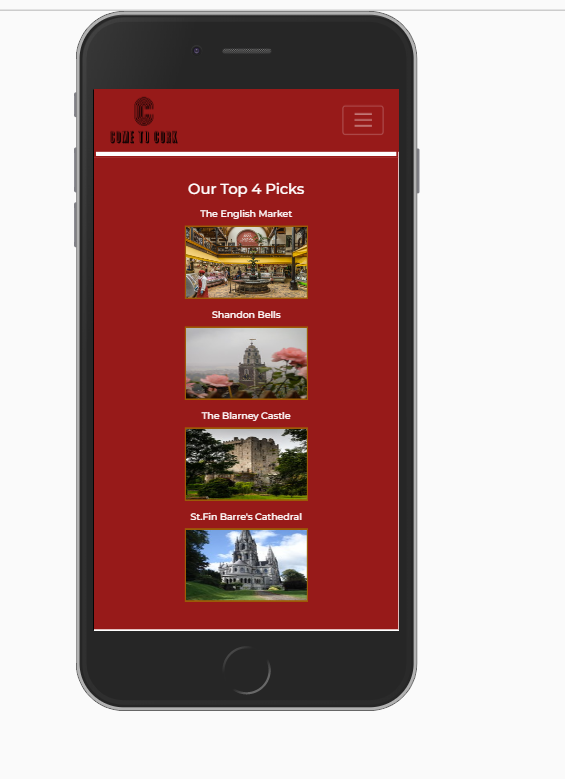 C
COME TO CORK
Our Top 4 Picks
The English Market
Shandon Bells
The Blarney Castle
St.Fin Barre's Cathedral